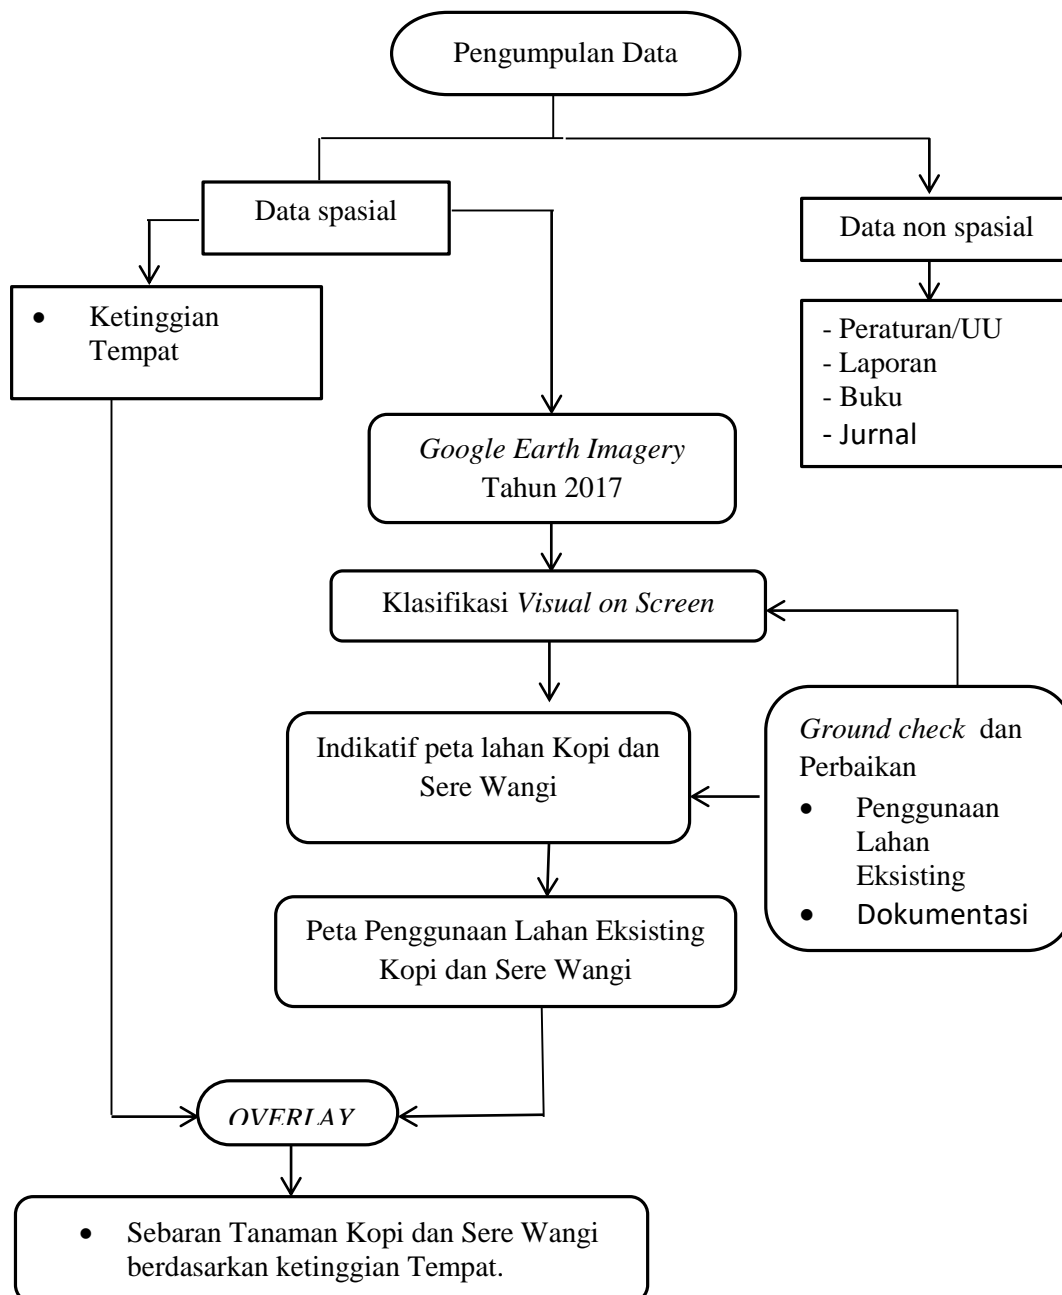 Pengumpulan Data
Data spasial
Data non spasial
• Ketinggian
Tempat
- Peraturan/UU
- Laporan
- Buku
- Jurnal
Google Earth Imagery
Tahun 2017
Klasifikasi Visual on Screen
Indikatif peta lahan Kopi dan
Sere Wangi
Ground check dan
Perbaikan
• Penggunaan
Lahan
Eksisting
• Dokumentasi
Peta Penggunaan Lahan Eksisting
Kopi dan Sere Wangi
OVERLAY
• Sebaran Tanaman Kopi dan Sere Wangi
berdasarkan ketinggian Tempat.